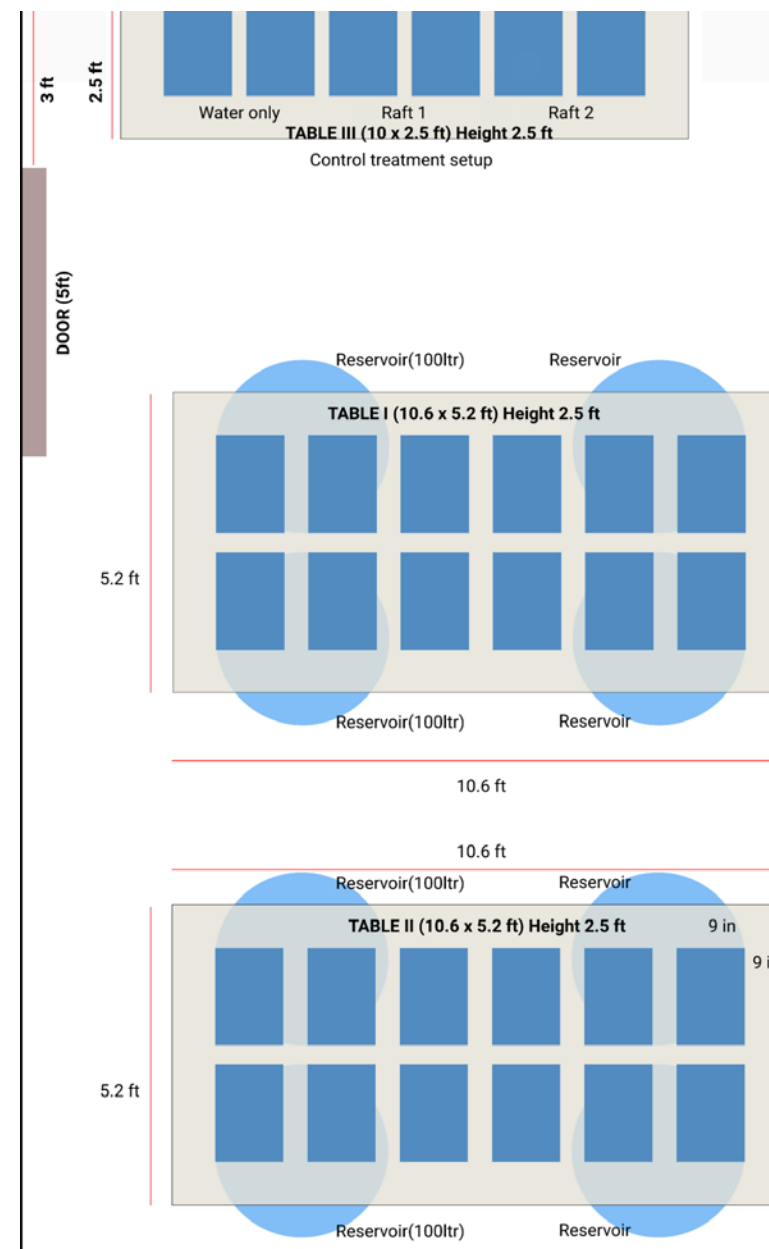 3 ft
2.5 ft
Water only Raft 1 Raft 2
TABLE III (10 x 2.5 ft) Height 2.5 ft
Control treatment setup
DOOR (5ft)
Reservoir(100ltr) Reservoir
TABLE I (10.6 x 5.2 ft) Height 2.5 ft
5.2 ft
Reservoir(100ltr) Reservoir
10.6 ft
10.6 ft
Reservoir(100ltr) Reservoir
TABLE II (10.6 x 5.2 ft) Height 2.5 ft 9 in
9 i
5.2 ft
Reservoir(100ltr) Reservoir